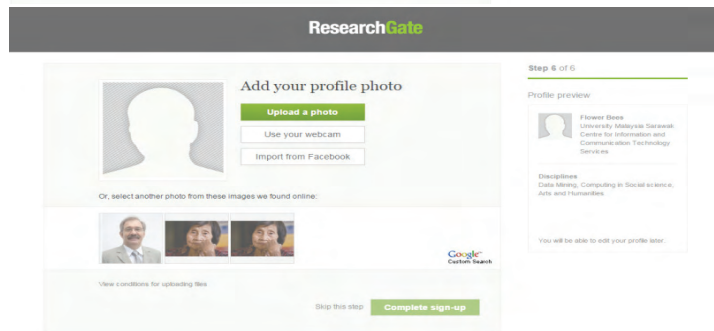 ResearchGate
Add your profile photo
Upload a photo
Use your webcam
Import from Facebook
Or, select another photo from these images we found online:
Google™
Custom Search
View conditions for uploading files
Skip this step
Complete sign-up
Step 6 of 6
Profile preview
Flower Bees
University Malaysia Sarawak
Centre for Information and
Communication Technology
Services
Disciplines
Data Mining, Computing in Social science,
Arts and Humanities
You will be able to edit your profile later.